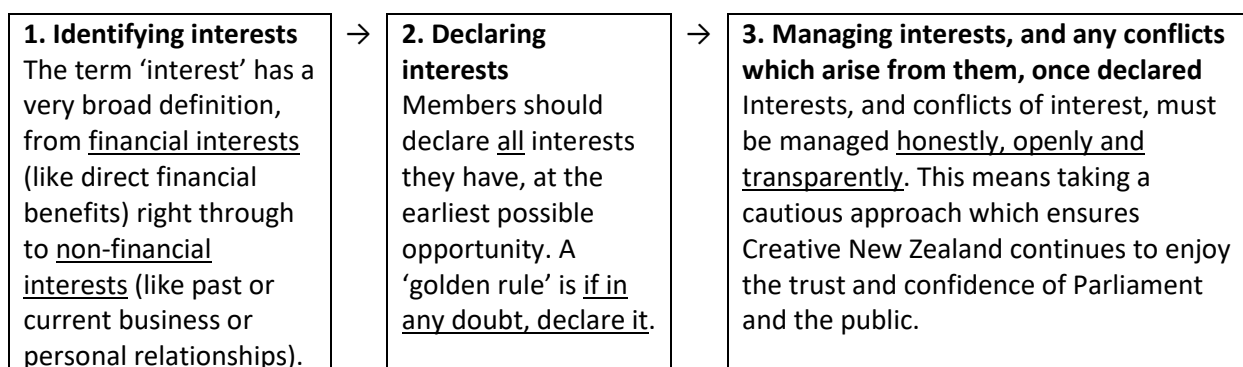 1. Identifying interests
The term ‘interest’ has a
very broad definition,
from financial interests
(like direct financial
benefits) right through
to non-financial
interests (like past or
current business or
personal relationships).
→
2. Declaring
interests
Members should
declare all interests
they have, at the
earliest possible
opportunity. A
‘golden rule’ is if in
any doubt, declare it.
→
3. Managing interests, and any conflicts
which arise from them, once declared
Interests, and conflicts of interest, must
be managed honestly, openly and
transparently. This means taking a
cautious approach which ensures
Creative New Zealand continues to enjoy
the trust and confidence of Parliament
and the public.